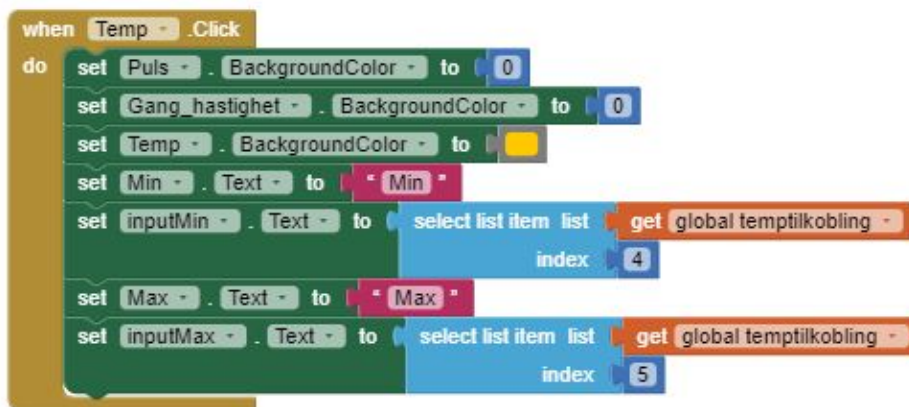 when Temp .Click
do set Puls . BackgroundColor to 0
set Gang_hastighet . BackgroundColor to 0
set Temp . BackgroundColor to
set Min . Text to " Min "
set inputMin . Text to select list item list get global temptilkobling
index 4
set Max . Text to " Max "
set inputMax . Text to select list item list get global temptilkobling
index 5